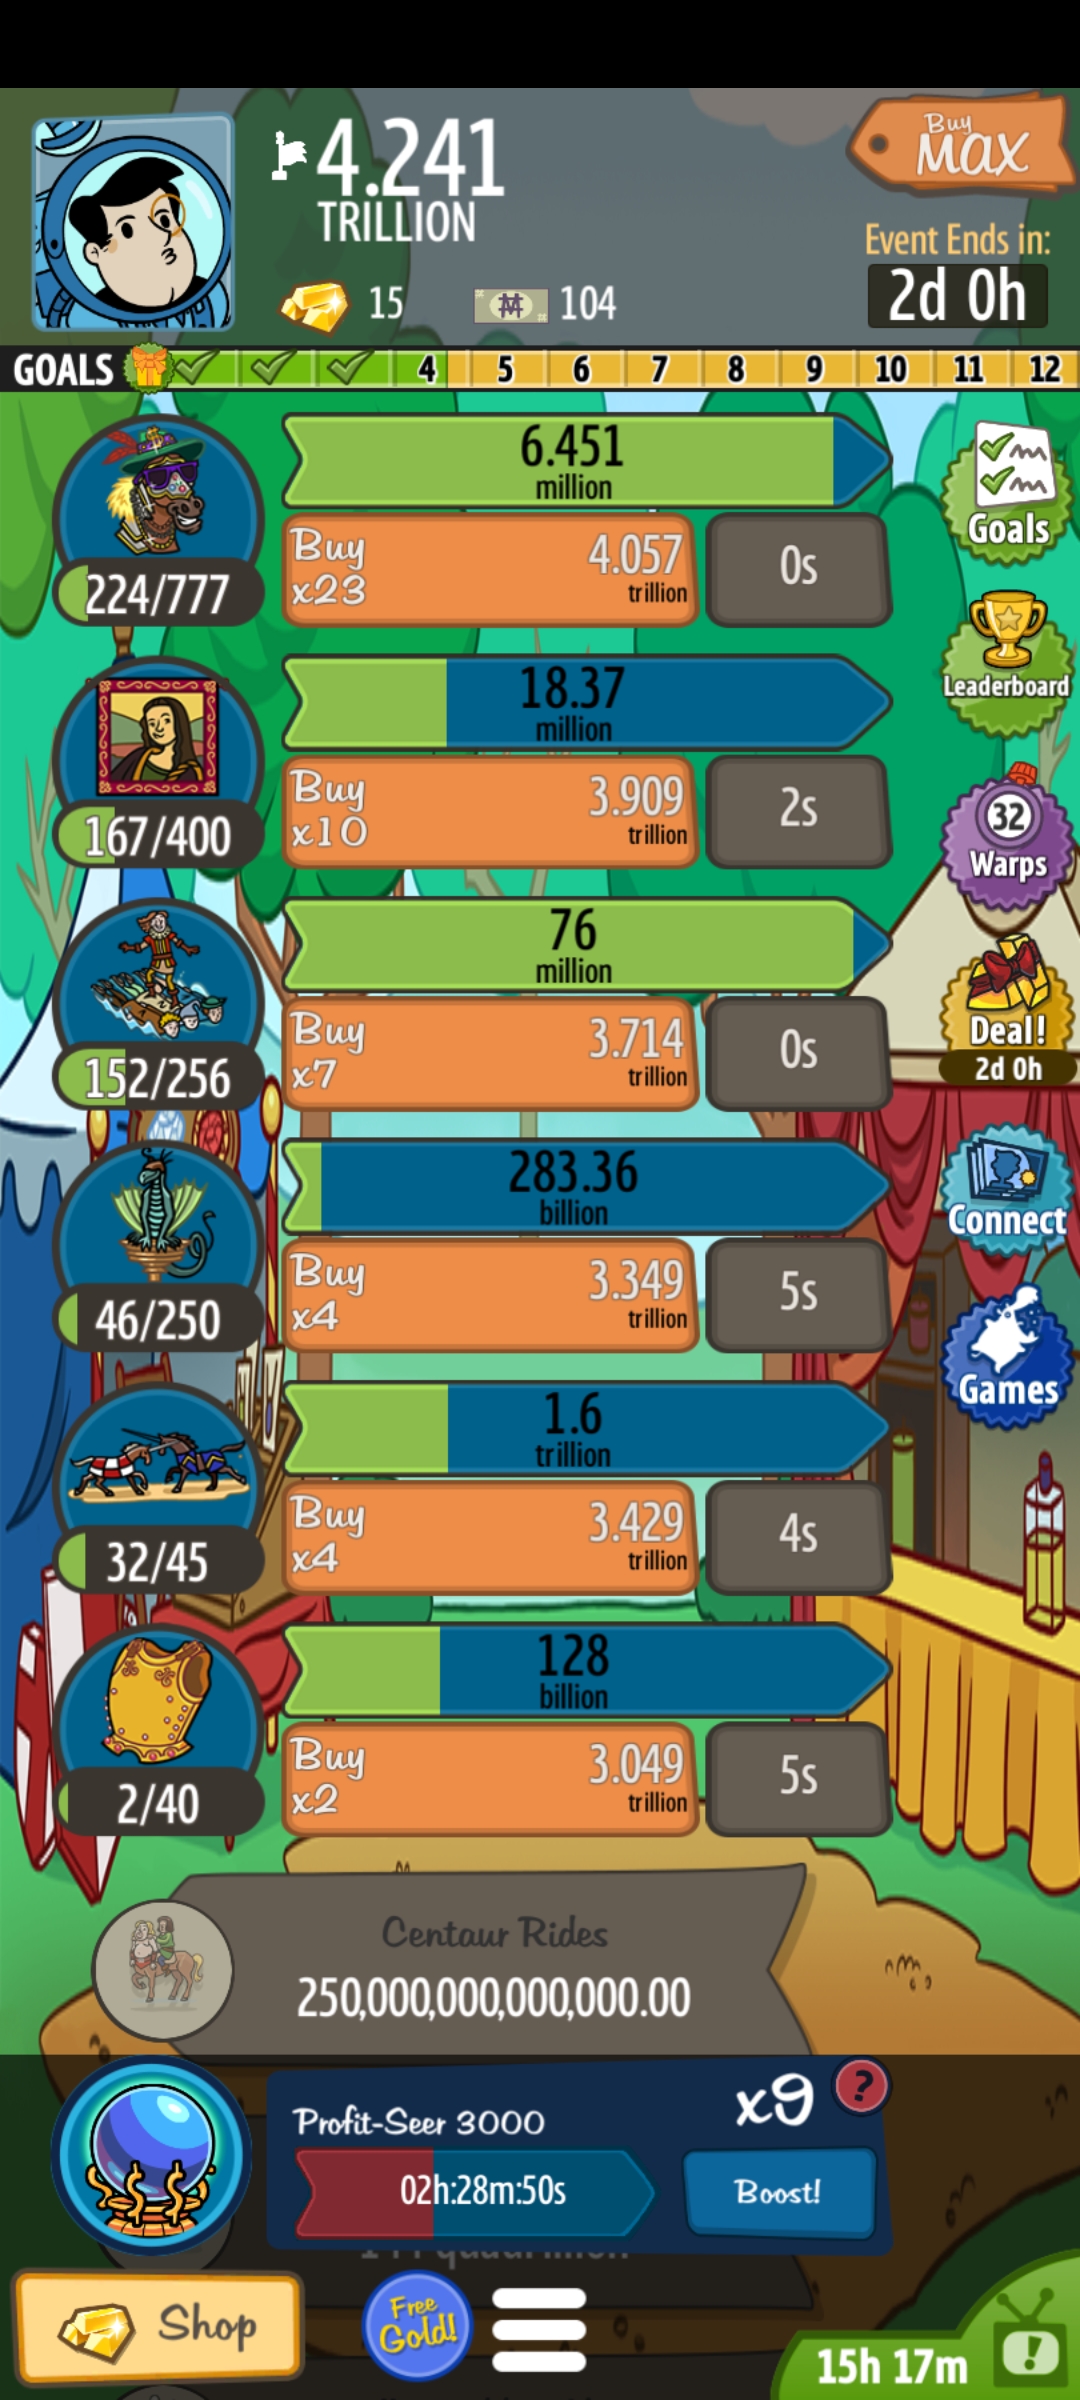 4.241
TRILLION
Buy
MAX
Event Ends in:
2d 0h
15
104
GOALS 4 5 6 7 8 9 10 11 12
6.451
million
Buy
x23
4.057
trillion
0s
224/777
Goals
18.37
million
Buy
x10
3.909
trillion
2s
167/400
Leaderboard
32
Warps
76
million
Buy
x7
3.714
trillion
0s
152/256
Deal!
2d 0h
283.36
billion
Buy
x4
3.349
trillion
5s
46/250
Connect
Games
1.6
trillion
Buy
x4
3.429
trillion
4s
32/45
128
billion
Buy
x2
3.049
trillion
5s
2/40
Centaur Rides
250,000,000,000,000.00
Profit-Seer 3000
x9
?
02h:28m:50s
Boost!
Shop
Free
Gold!
15h 17m
!